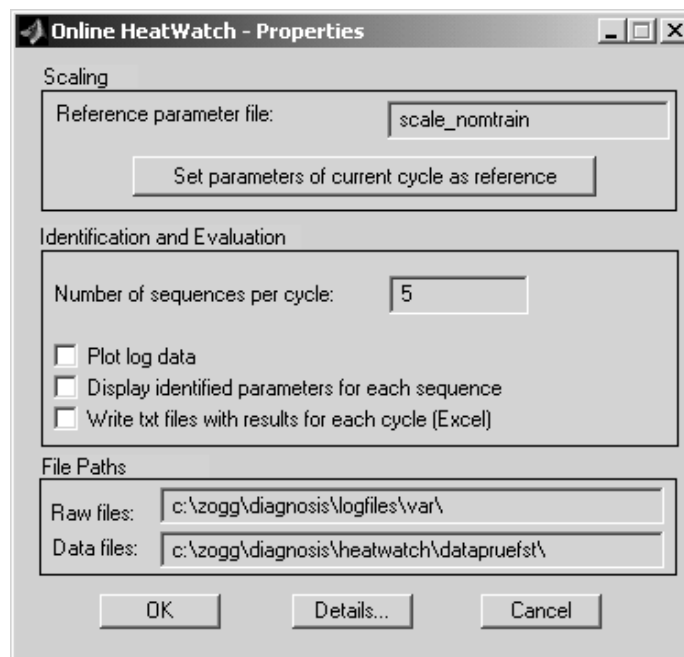 Online HeatWatch - Properties
Scaling
Reference parameter file: scale_nomtrain
Set parameters of current cycle as reference
Identification and Evaluation
Number of sequences per cycle: 5
Plot log data
Display identified parameters for each sequence
Write txt files with results for each cycle (Excel)
File Paths
Raw files: c:\zogg\diagnosis\logfiles\var\
Data files: c:\zogg\diagnosis\heatwatch\datapruefst\
OK Details... Cancel